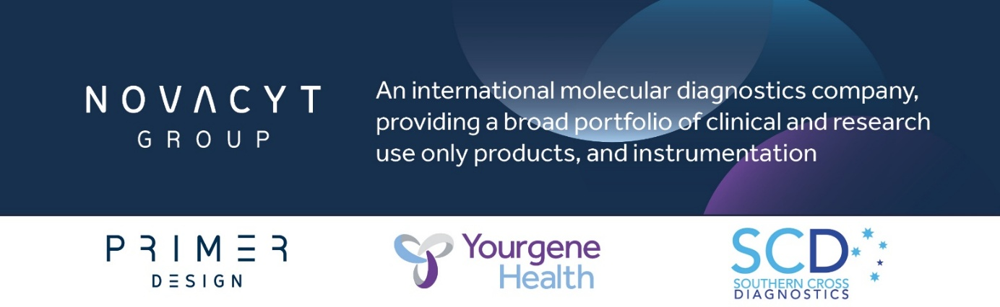 NOVACYT
GROUP
An international molecular diagnostics company,
providing a broad portfolio of clinical and research
use only products, and instrumentation
PRIMER
DESIGN
Yourgene
Health
SCD
SOUTHERN CROSS
DIAGNOSTICS